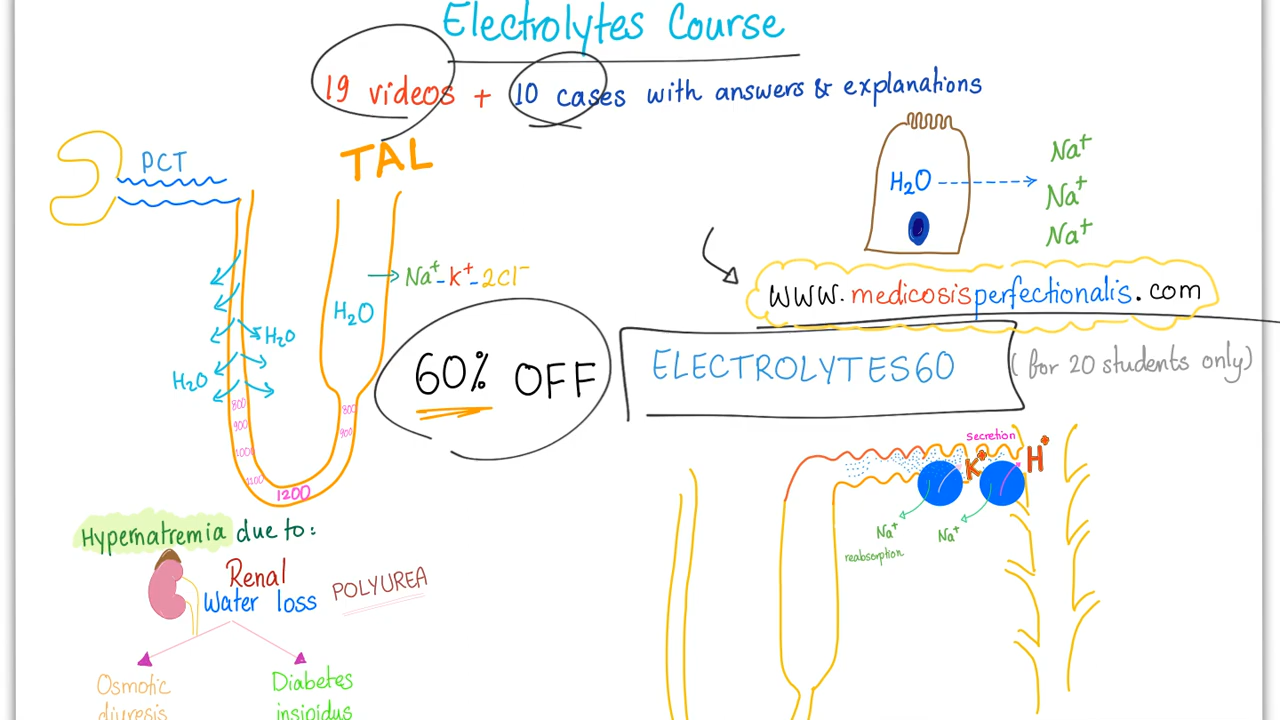 Electrolytes Course
19 videos + 10 cases with answers & explanations
PCT
TAL
H₂O
Na⁺
Na⁺
Na⁺
Na⁺-K⁺-2Cl⁻
H₂O
H₂O
H₂O
www.medicosisperfectionalis.com
60% OFF
ELECTROLYTES60
(for 20 students only)
800
900
1000
1100
1200
800
900
secretion
K⁺
H⁺
Na⁺
Na⁺
reabsorption
Hypernatremia due to:
Renal
Water loss
POLYUREA
Osmotic
diuresis
Diabetes
insipidus